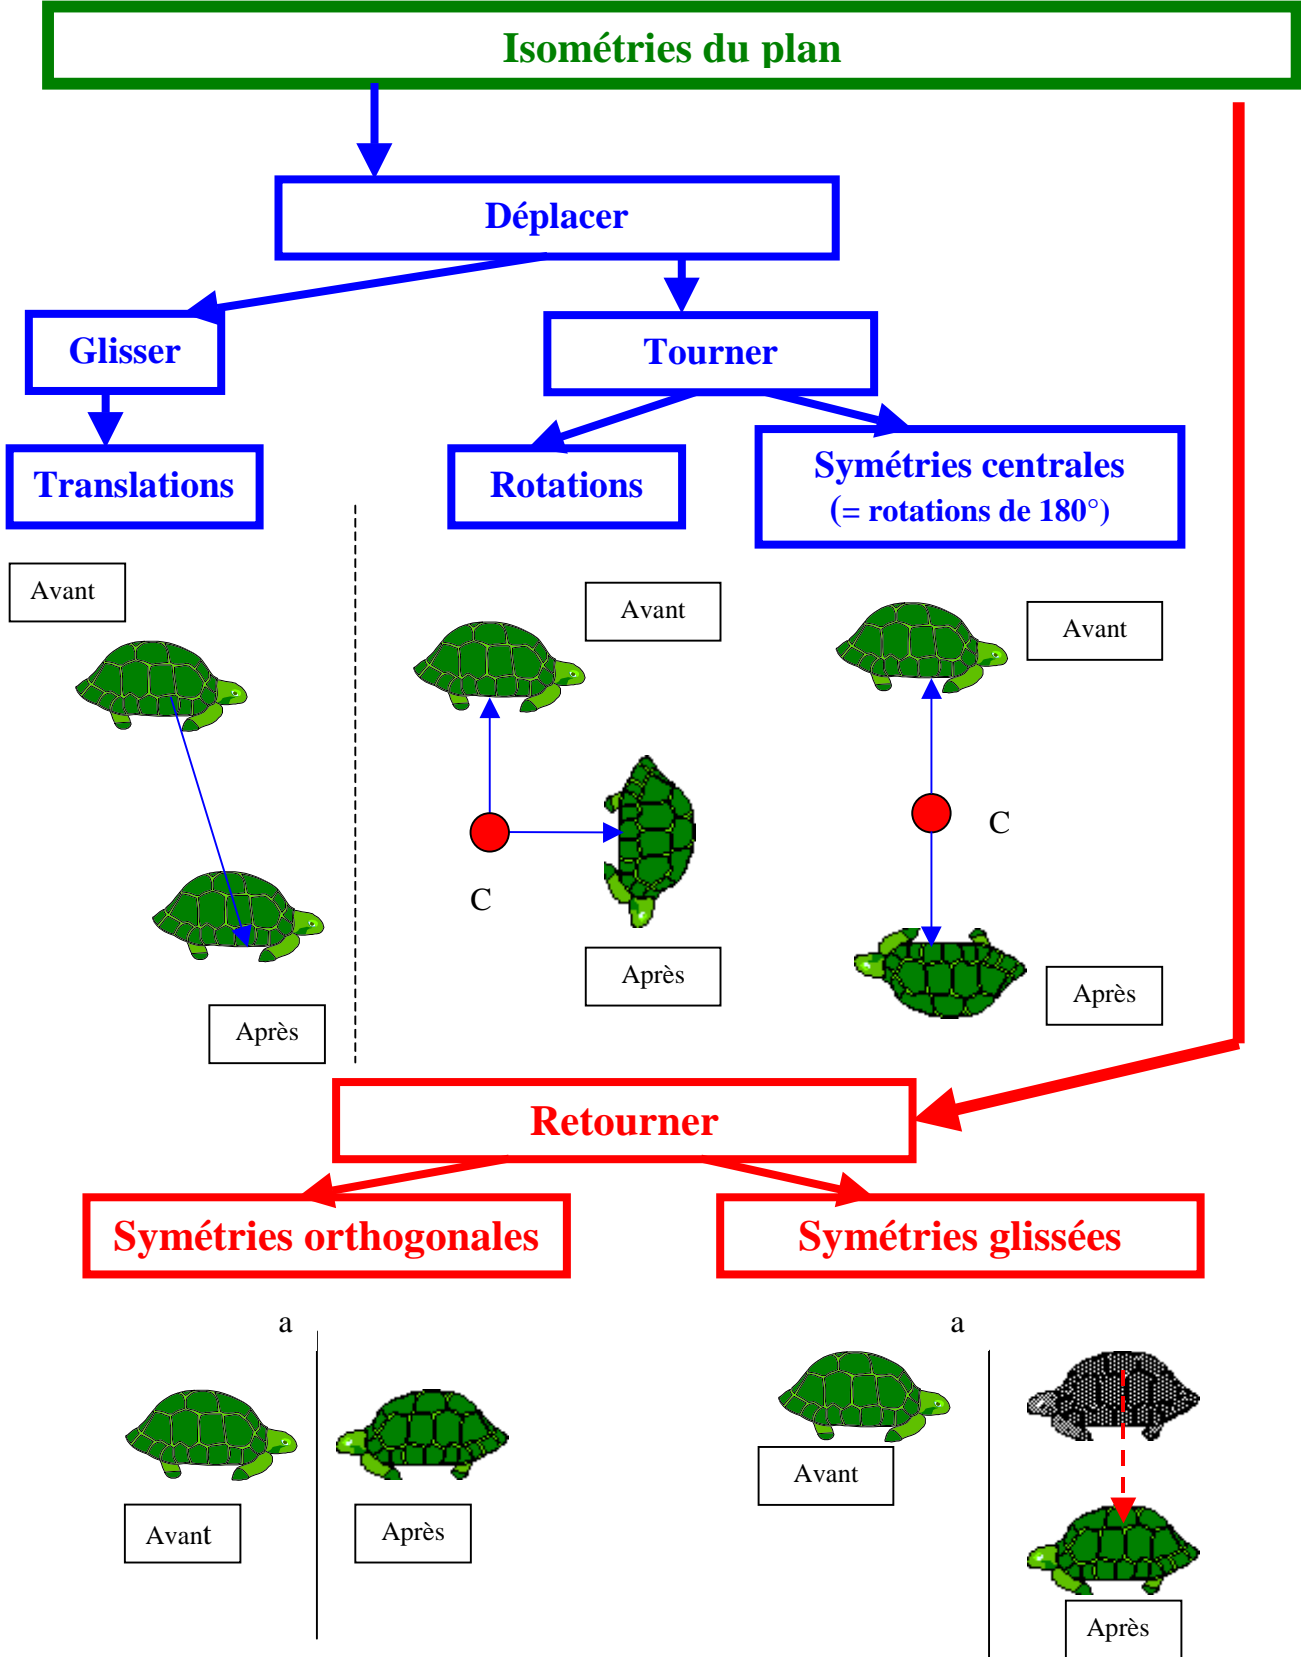 Isométries du plan
Déplacer
Glisser
Tourner
Translations
Rotations
Symétries centrales
(= rotations de 180°)
Avant
Avant
Avant
C
C
Après
Après
Après
Retourner
Symétries orthogonales
Symétries glissées
a
a
Avant
Avant
Après
Après